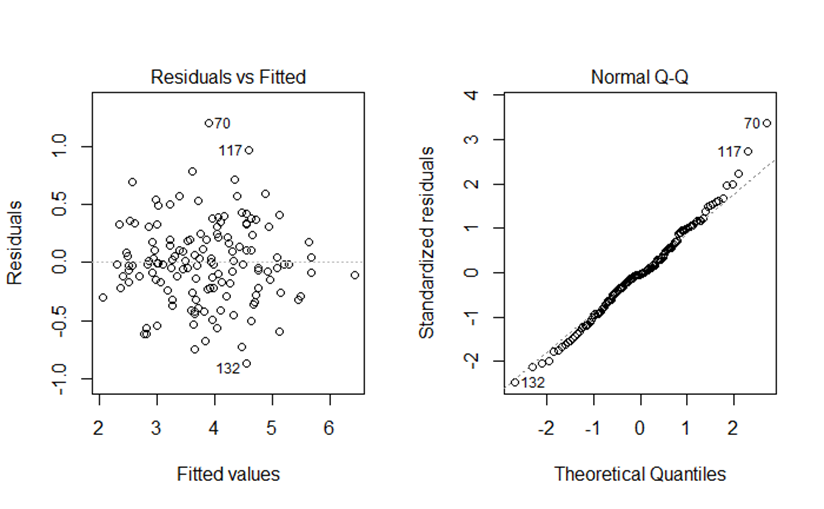 Residuals vs Fitted
Residuals
1.0
0.5
0.0
-0.5
-1.0
70
117
132
2 3 4 5 6
Fitted values
Normal Q-Q
Standardized residuals
4
3
2
1
0
-1
-2
70
117
132
-2 -1 0 1 2
Theoretical Quantiles